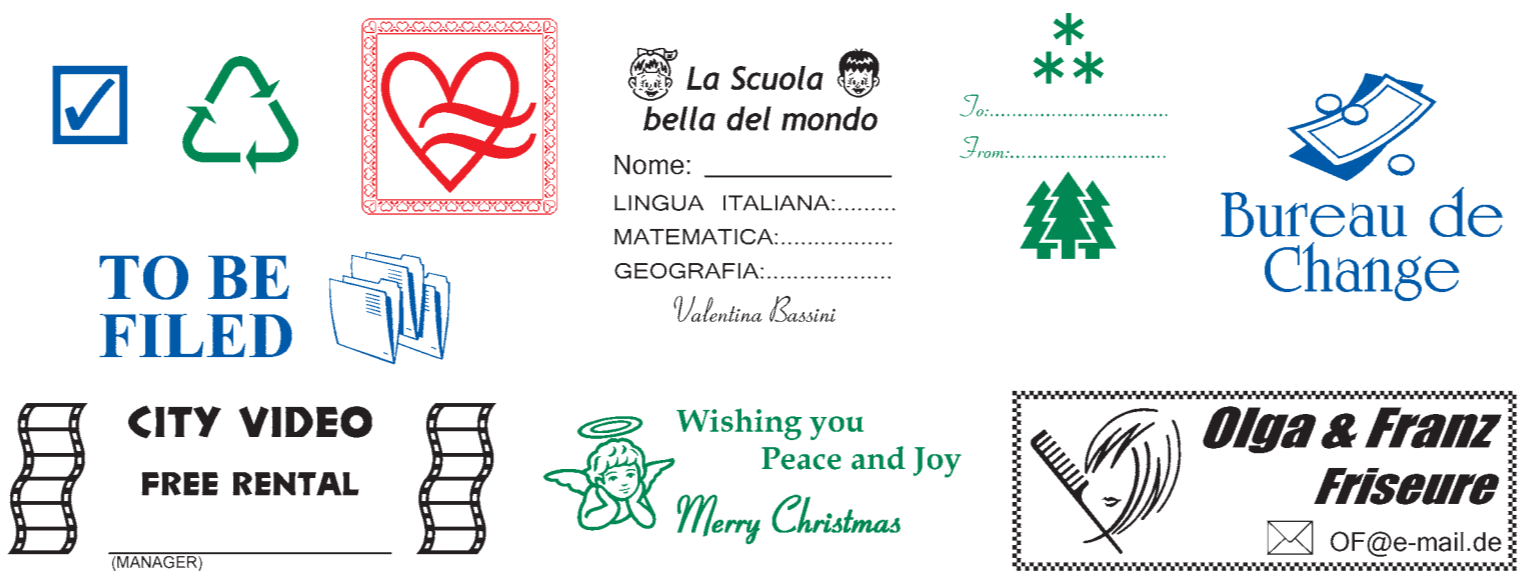 La Scuola
bella del mondo
Nome: ______________
LINGUA ITALIANA:.........
MATEMATICA:.................
GEOGRAFIA:...................
Valentina Bassini
To:..............................
From:...........................
Bureau de
Change
TO BE
FILED
CITY VIDEO
FREE RENTAL
(MANAGER)
Wishing you
Peace and Joy
Merry Christmas
Olga & Franz
Friseure
OF@e-mail.de